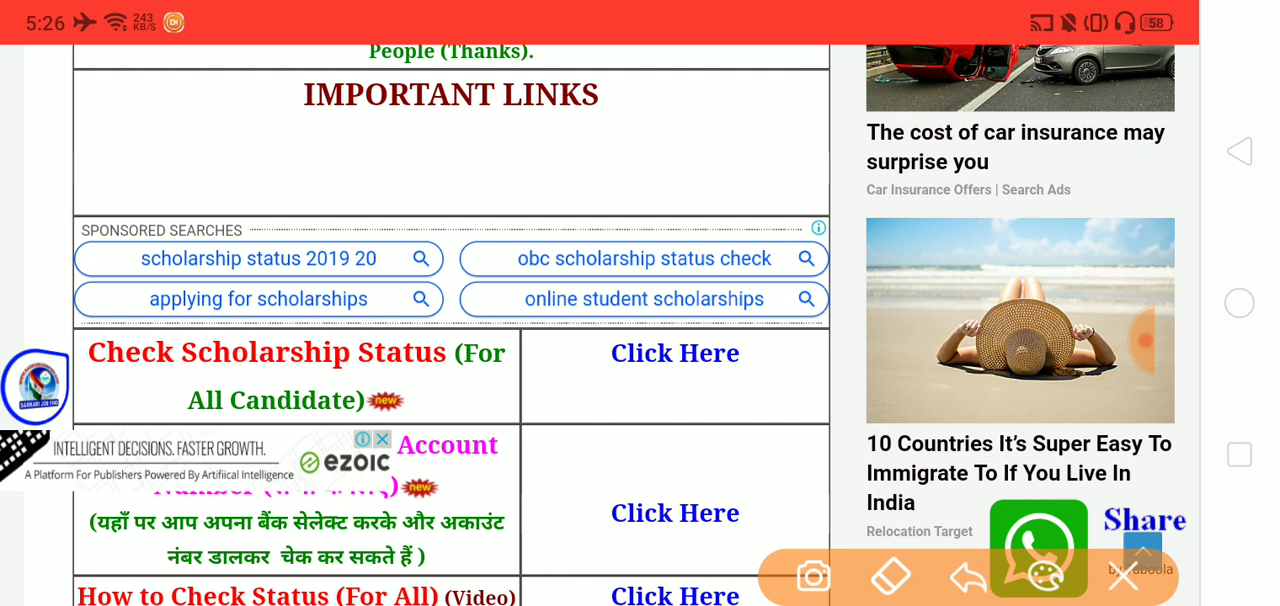 5:26
243
KB/S
58
People (Thanks).
IMPORTANT LINKS
SPONSORED SEARCHES
scholarship status 2019 20
obc scholarship status check
applying for scholarships
online student scholarships
Check Scholarship Status (For
All Candidate) new
Click Here
Account
new
(यहाँ पर आप अपना बैंक सेलेक्ट करके और अकाउंट
नंबर डालकर चेक कर सकते हैं )
Click Here
How to Check Status (For All) (Video)
Click Here
SARKARI JOB FIND
INTELLIGENT DECISIONS. FASTER GROWTH.
A Platform For Publishers Powered By Artifiical Intelligence
ezoic
The cost of car insurance may
surprise you
Car Insurance Offers | Search Ads
10 Countries It’s Super Easy To
Immigrate To If You Live In
India
Relocation Target
Share